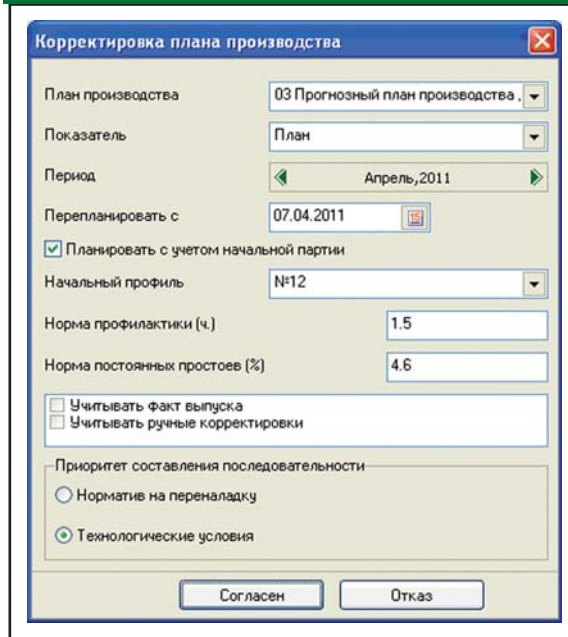 Корректировка плана производства
План производства 03 Прогнозный план производства ,
Показатель План
Период Апрель,2011
Перепланировать с 07.04.2011 15
Планировать с учетом начальной партии
Начальный профиль №12
Норма профилактики (ч.) 1.5
Норма постоянных простоев (%) 4.6
Учитывать факт выпуска
Учитывать ручные корректировки
Приоритет составления последовательности
Норматив на переналадку
Технологические условия
Согласен Отказ